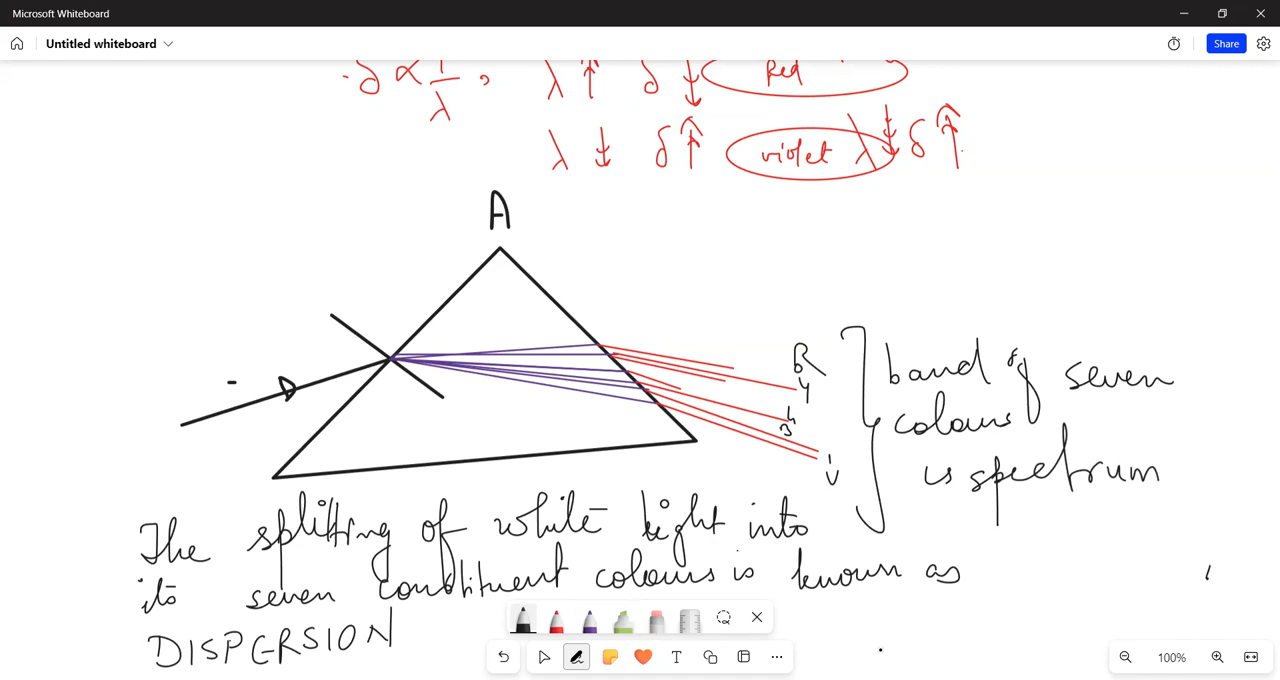 Microsoft Whiteboard
Untitled whiteboard
Share
δ ∝ 1/λ , λ ↑ δ ↓ Red
λ ↓ δ ↑ violet λ ↓ δ ↑
A
R
Y
B
V
band of seven
colours
is spectrum
The splitting of white light into
its seven constituent colours is known as
DISPERSION
100%